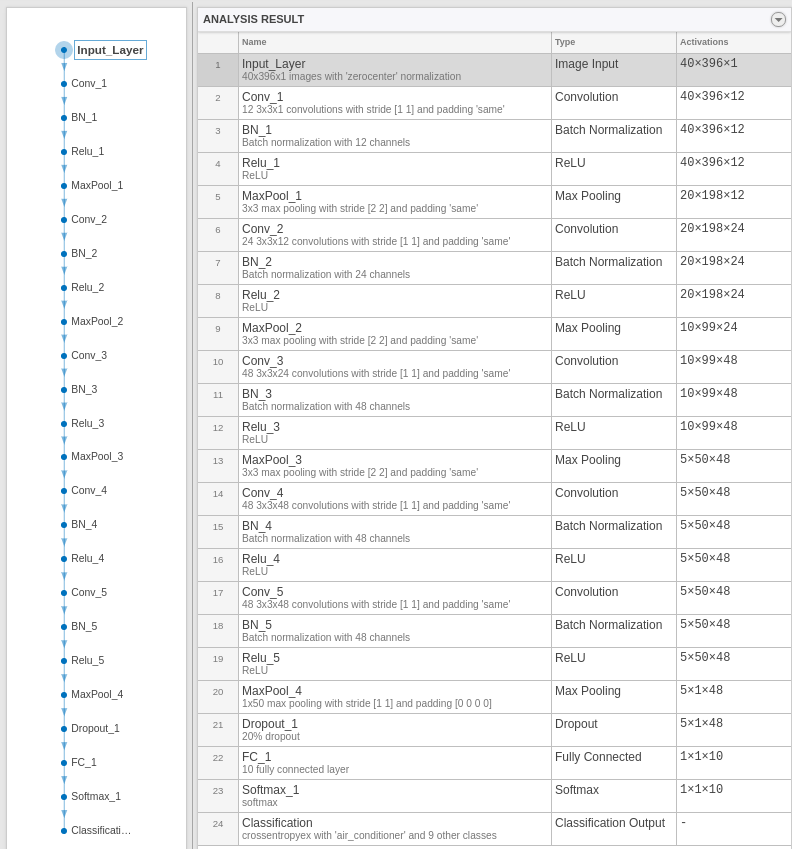 Input_Layer
Conv_1
BN_1
Relu_1
MaxPool_1
Conv_2
BN_2
Relu_2
MaxPool_2
Conv_3
BN_3
Relu_3
MaxPool_3
Conv_4
BN_4
Relu_4
Conv_5
BN_5
Relu_5
MaxPool_4
Dropout_1
FC_1
Softmax_1
Classificati…
ANALYSIS RESULT
Name Type Activations
1 Input_Layer Image Input 40×396×1
40x396x1 images with 'zerocenter' normalization
2 Conv_1 Convolution 40×396×12
12 3x3x1 convolutions with stride [1 1] and padding 'same'
3 BN_1 Batch Normalization 40×396×12
Batch normalization with 12 channels
4 Relu_1 ReLU 40×396×12
ReLU
5 MaxPool_1 Max Pooling 20×198×12
3x3 max pooling with stride [2 2] and padding 'same'
6 Conv_2 Convolution 20×198×24
24 3x3x12 convolutions with stride [1 1] and padding 'same'
7 BN_2 Batch Normalization 20×198×24
Batch normalization with 24 channels
8 Relu_2 ReLU 20×198×24
ReLU
9 MaxPool_2 Max Pooling 10×99×24
3x3 max pooling with stride [2 2] and padding 'same'
10 Conv_3 Convolution 10×99×48
48 3x3x24 convolutions with stride [1 1] and padding 'same'
11 BN_3 Batch Normalization 10×99×48
Batch normalization with 48 channels
12 Relu_3 ReLU 10×99×48
ReLU
13 MaxPool_3 Max Pooling 5×50×48
3x3 max pooling with stride [2 2] and padding 'same'
14 Conv_4 Convolution 5×50×48
48 3x3x48 convolutions with stride [1 1] and padding 'same'
15 BN_4 Batch Normalization 5×50×48
Batch normalization with 48 channels
16 Relu_4 ReLU 5×50×48
ReLU
17 Conv_5 Convolution 5×50×48
48 3x3x48 convolutions with stride [1 1] and padding 'same'
18 BN_5 Batch Normalization 5×50×48
Batch normalization with 48 channels
19 Relu_5 ReLU 5×50×48
ReLU
20 MaxPool_4 Max Pooling 5×1×48
1x50 max pooling with stride [1 1] and padding [0 0 0 0]
21 Dropout_1 Dropout 5×1×48
20% dropout
22 FC_1 Fully Connected 1×1×10
10 fully connected layer
23 Softmax_1 Softmax 1×1×10
softmax
24 Classification Classification Output -
crossentropyex with 'air_conditioner' and 9 other classes